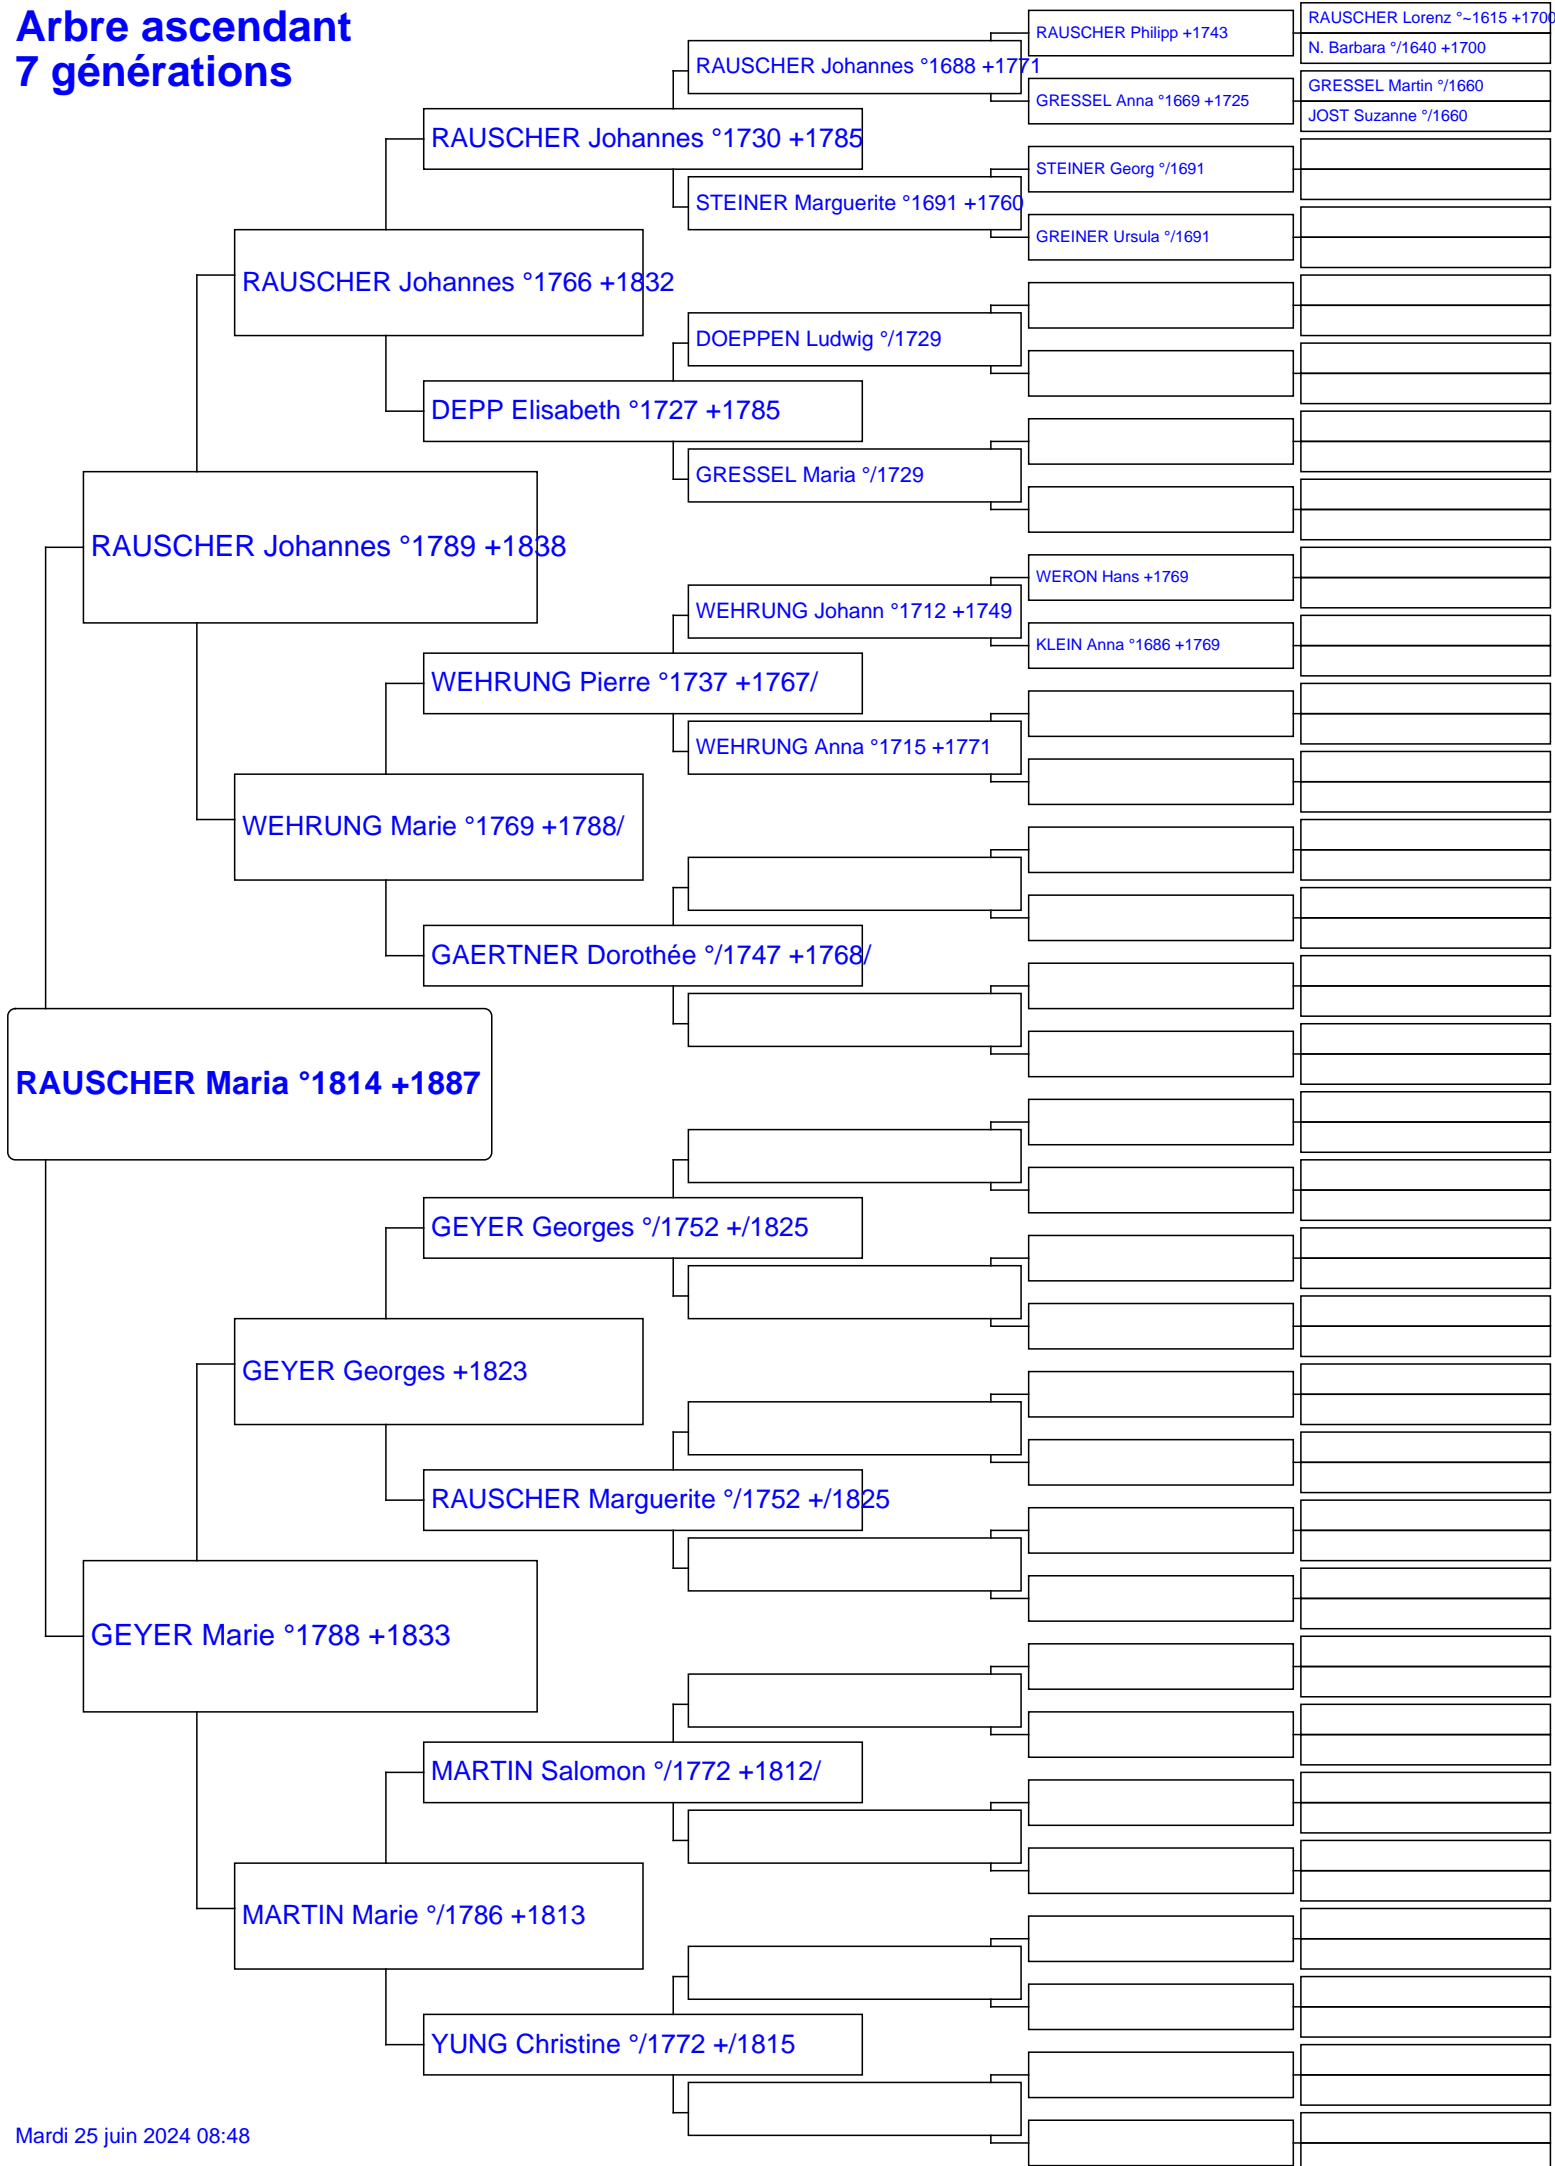 Arbre ascendant
7 générations
RAUSCHER Lorenz °~1615 +1700
RAUSCHER Philipp +1743
N. Barbara °/1640 +1700
RAUSCHER Johannes °1688 +1771
GRESSEL Martin °/1660
GRESSEL Anna °1669 +1725
JOST Suzanne °/1660
RAUSCHER Johannes °1730 +1785
STEINER Georg °/1691
STEINER Marguerite °1691 +1760
GREINER Ursula °/1691
RAUSCHER Johannes °1766 +1832
DOEPPEN Ludwig °/1729
DEPP Elisabeth °1727 +1785
GRESSEL Maria °/1729
RAUSCHER Johannes °1789 +1838
WERON Hans +1769
WEHRUNG Johann °1712 +1749
KLEIN Anna °1686 +1769
WEHRUNG Pierre °1737 +1767/
WEHRUNG Anna °1715 +1771
WEHRUNG Marie °1769 +1788/
GAERTNER Dorothée °/1747 +1768/
RAUSCHER Maria °1814 +1887
GEYER Georges °/1752 +/1825
GEYER Georges +1823
RAUSCHER Marguerite °/1752 +/1825
GEYER Marie °1788 +1833
MARTIN Salomon °/1772 +1812/
MARTIN Marie °/1786 +1813
YUNG Christine °/1772 +/1815
Mardi 25 juin 2024 08:48